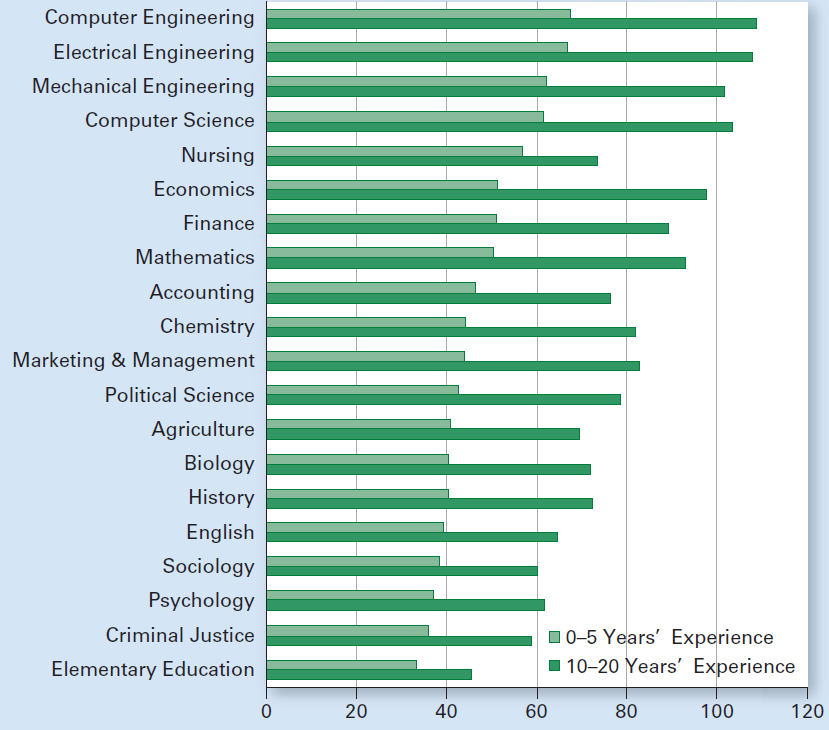 Computer Engineering
Electrical Engineering
Mechanical Engineering
Computer Science
Nursing
Economics
Finance
Mathematics
Accounting
Chemistry
Marketing & Management
Political Science
Agriculture
Biology
History
English
Sociology
Psychology
Criminal Justice
Elementary Education
0–5 Years’ Experience
10–20 Years’ Experience
0 20 40 60 80 100 120